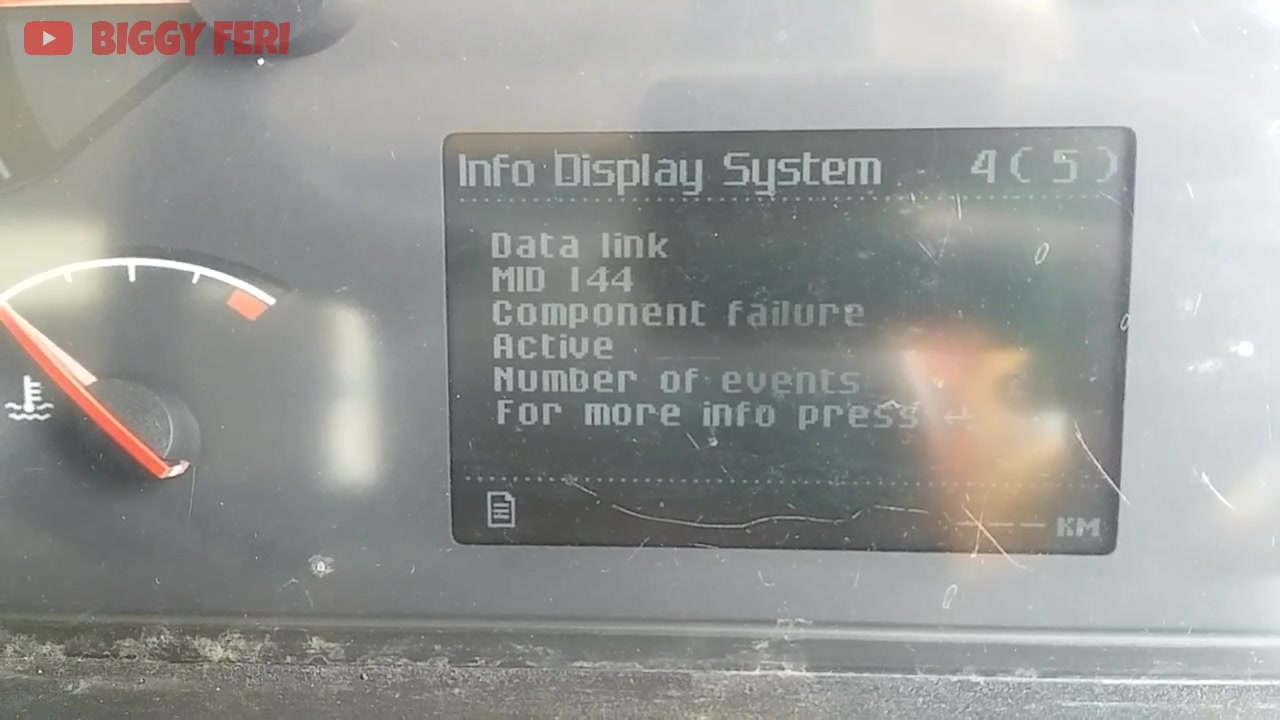 BIGGY FERI
Info Display System 4(5)
Data link
MID 144
Component failure
Active
Number of events
For more info press ↵
--- KM